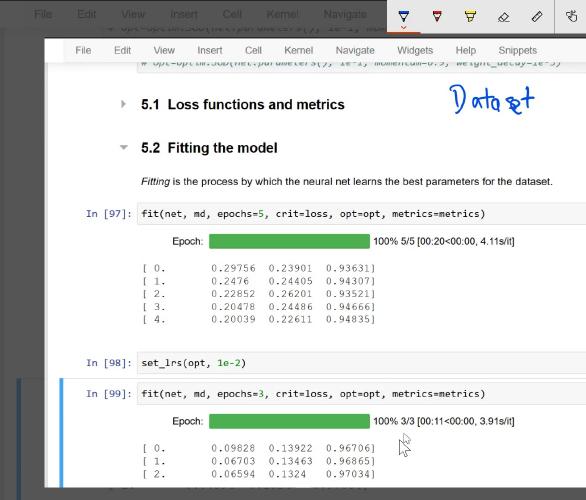 File Edit View Insert Cell Kernel Navigate
File Edit View Insert Cell Kernel Navigate Widgets Help Snippets
# opt=optim.SGD(net.parameters(), 1e-1, momentum=0.9, weight_decay=1e-3)
5.1 Loss functions and metrics
Dataset
5.2 Fitting the model
Fitting is the process by which the neural net learns the best parameters for the dataset.
In [97]: fit(net, md, epochs=5, crit=loss, opt=opt, metrics=metrics)
Epoch: 100% 5/5 [00:20<00:00, 4.11s/it]
[ 0. 0.29756 0.23901 0.93631]
[ 1. 0.2476 0.24405 0.94307]
[ 2. 0.22852 0.26201 0.93521]
[ 3. 0.20478 0.24486 0.94666]
[ 4. 0.20039 0.22611 0.94835]
In [98]: set_lrs(opt, 1e-2)
In [99]: fit(net, md, epochs=3, crit=loss, opt=opt, metrics=metrics)
Epoch: 100% 3/3 [00:11<00:00, 3.91s/it]
[ 0. 0.09828 0.13922 0.96706]
[ 1. 0.06703 0.13463 0.96865]
[ 2. 0.06594 0.1324 0.97034]